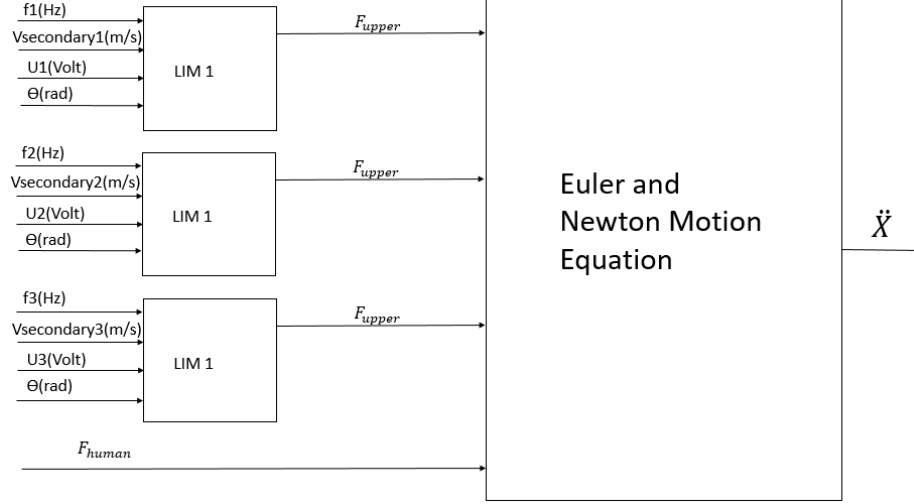 f1(Hz)
Vsecondary1(m/s)
U1(Volt)
ϴ(rad)
LIM 1
F_upper
f2(Hz)
Vsecondary2(m/s)
U2(Volt)
ϴ(rad)
LIM 1
F_upper
f3(Hz)
Vsecondary3(m/s)
U3(Volt)
ϴ(rad)
LIM 1
F_upper
F_human
Euler and
Newton Motion
Equation
Ẍ